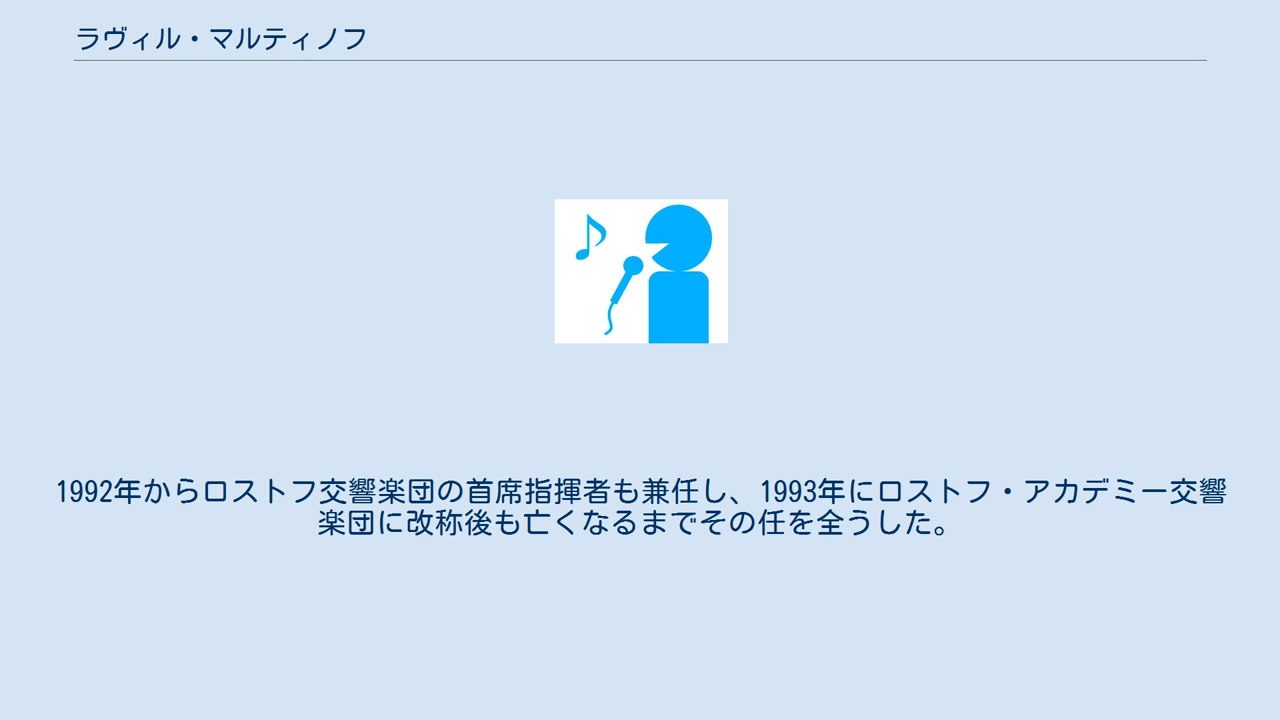 ラヴィル・マルティノフ
1992年からロストフ交響楽団の首席指揮者も兼任し、1993年にロストフ・アカデミー交響
楽団に改称後も亡くなるまでその任を全うした。